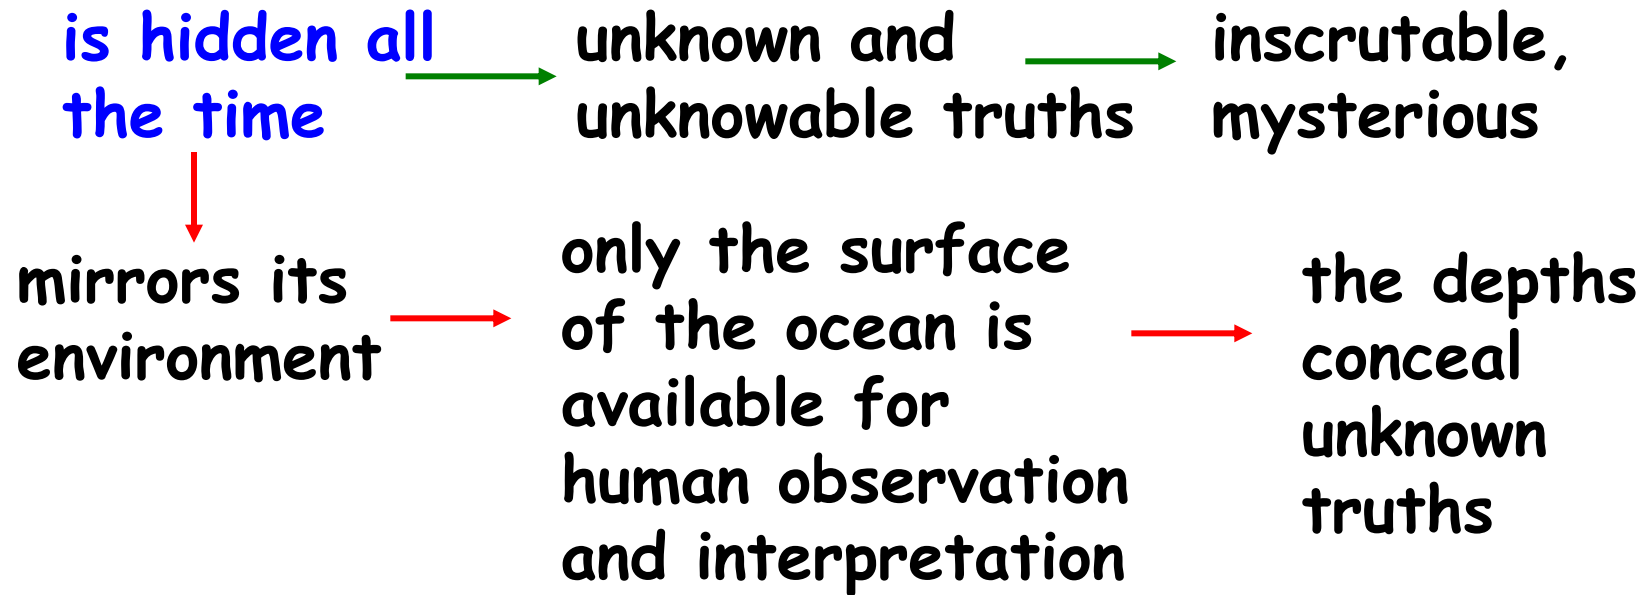 is hidden all
the time
unknown and
unknowable truths
inscrutable,
mysterious
mirrors its
environment
only the surface
of the ocean is
available for
human observation
and interpretation
the depths
conceal
unknown
truths